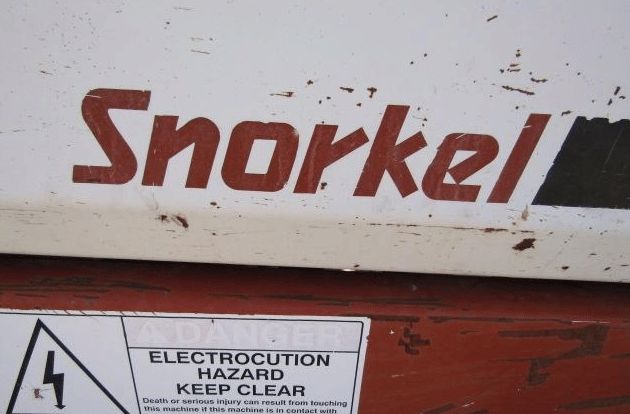 Snorkel
DANGER
ELECTROCUTION
HAZARD
KEEP CLEAR
Death or serious injury can result from touching
this machine if this machine is in contact with